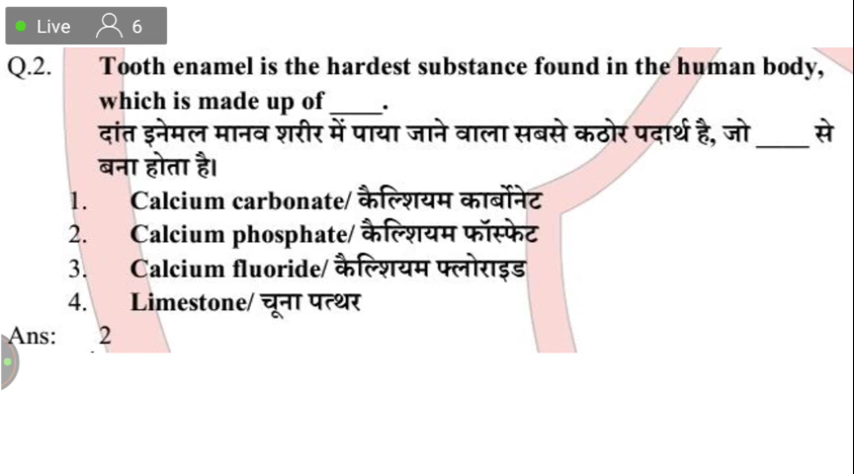 Live 6
Q.2. Tooth enamel is the hardest substance found in the human body,
which is made up of ____.
दांत इनेमल मानव शरीर में पाया जाने वाला सबसे कठोर पदार्थ है, जो ____ से
बना होता है।
1. Calcium carbonate/ कैल्शियम कार्बोनेट
2. Calcium phosphate/ कैल्शियम फॉस्फेट
3. Calcium fluoride/ कैल्शियम फ्लोराइड
4. Limestone/ चूना पत्थर
Ans: 2